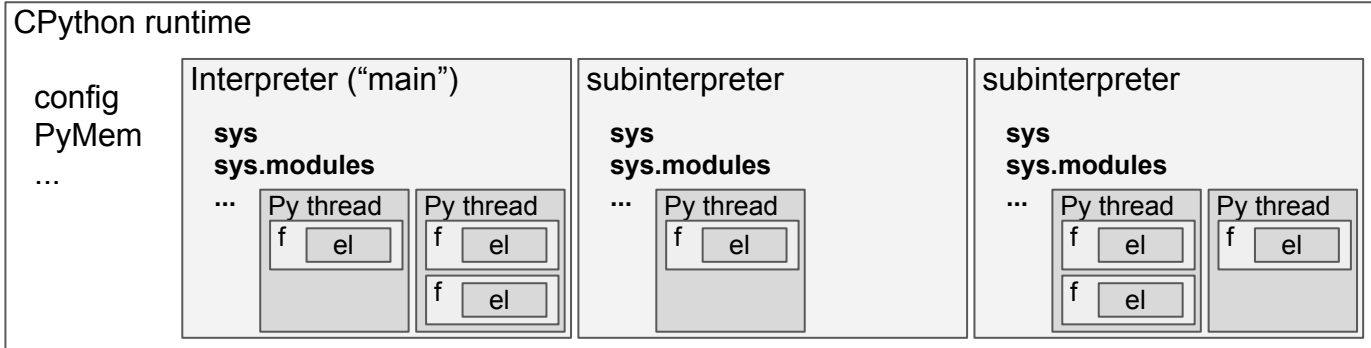 CPython runtime
config
PyMem
...
Interpreter (“main”)
sys
sys.modules
...
Py thread
f el
Py thread
f el
f el
subinterpreter
sys
sys.modules
...
Py thread
f el
subinterpreter
sys
sys.modules
...
Py thread
f el
f el
Py thread
f el